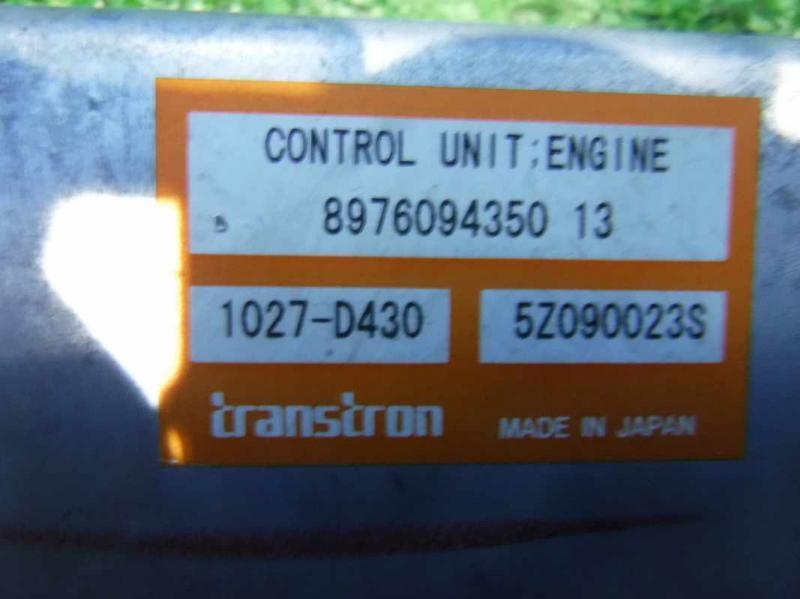 CONTROL UNIT;ENGINE
B 8976094350 13
1027-D430 5Z090023S
transtron MADE IN JAPAN